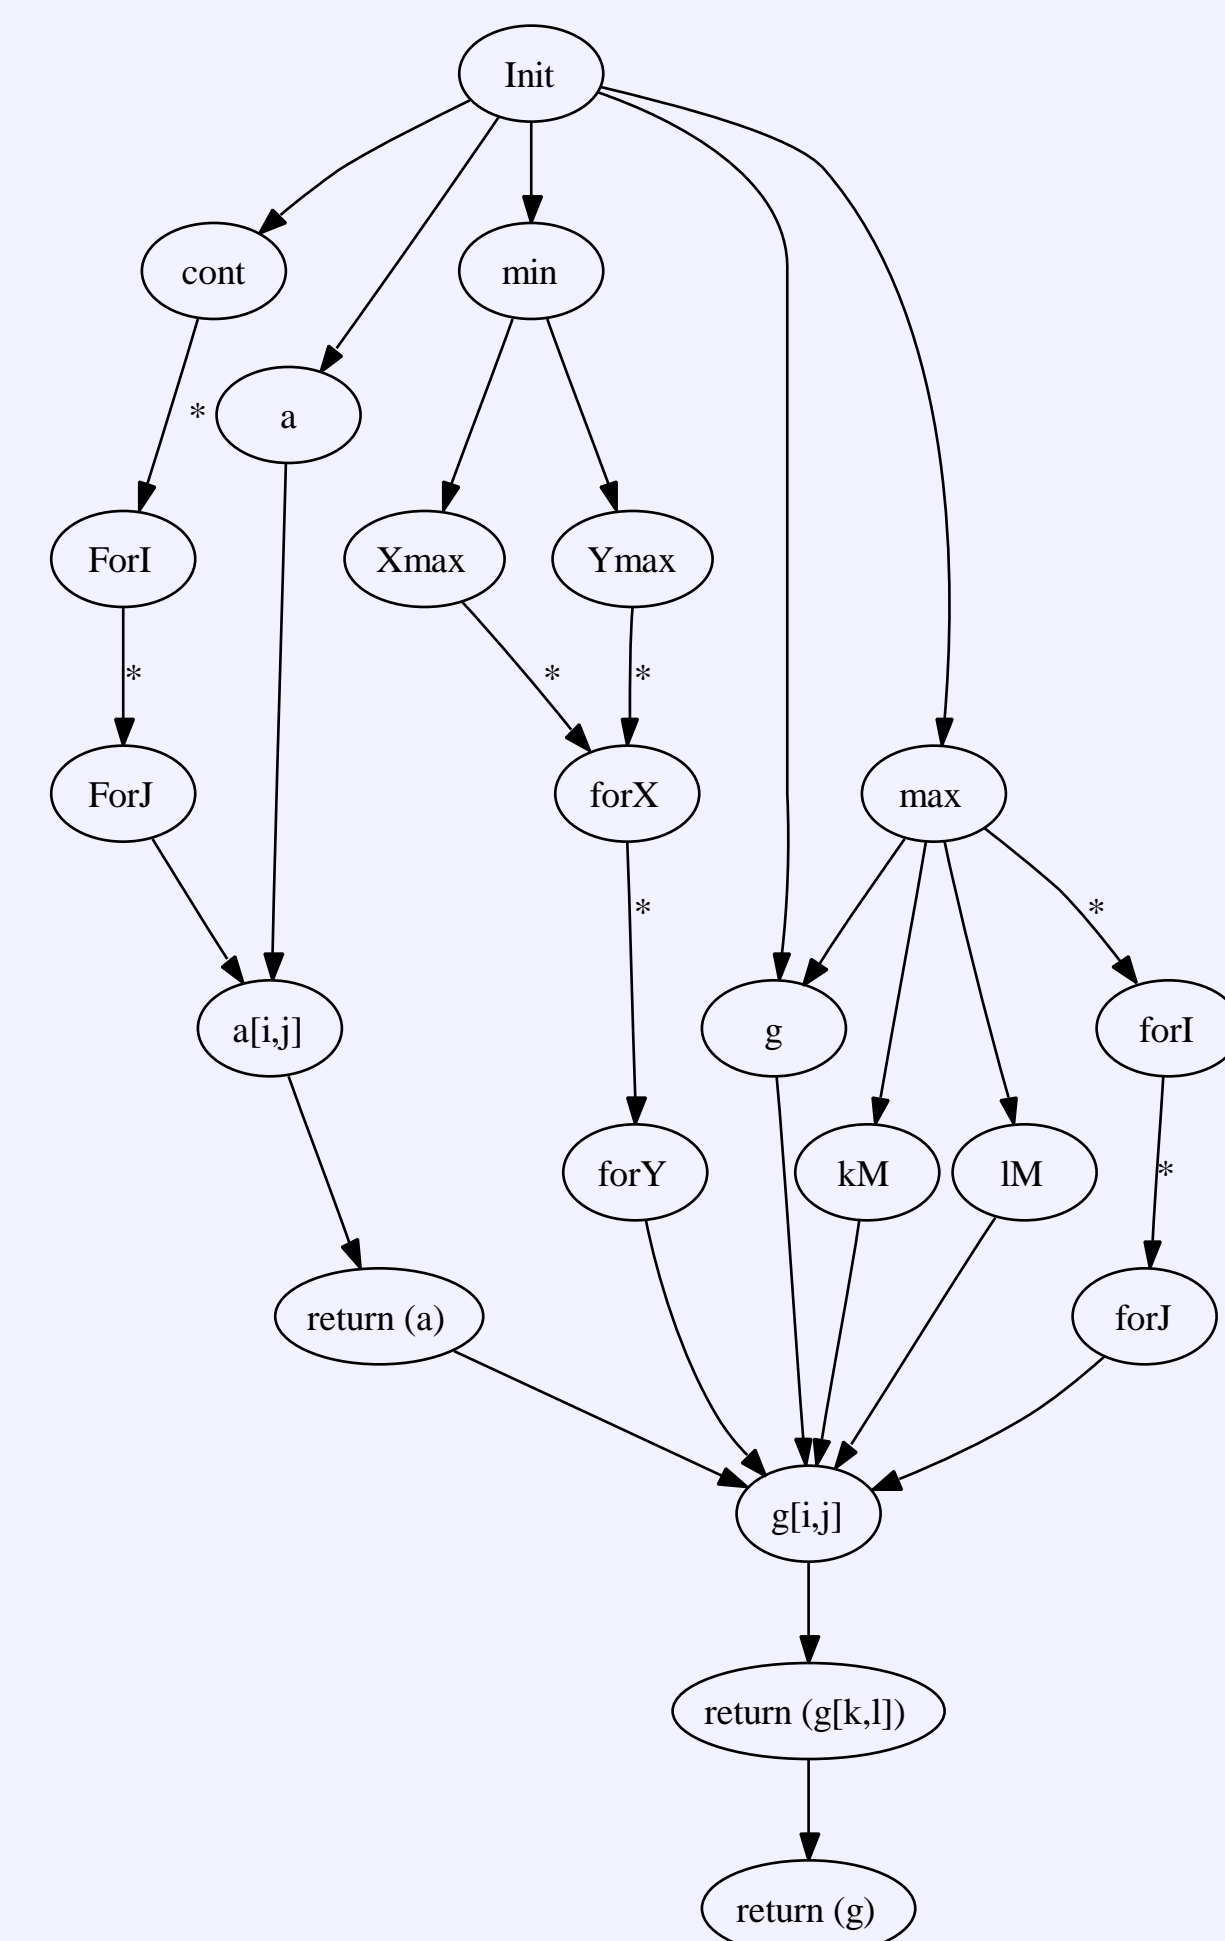 Init
cont
min
*
a
ForI
Xmax
Ymax
*
*
*
ForJ
forX
max
*
*
a[i,j]
g
forI
forY
kM
lM
*
return (a)
forJ
g[i,j]
return (g[k,l])
return (g)